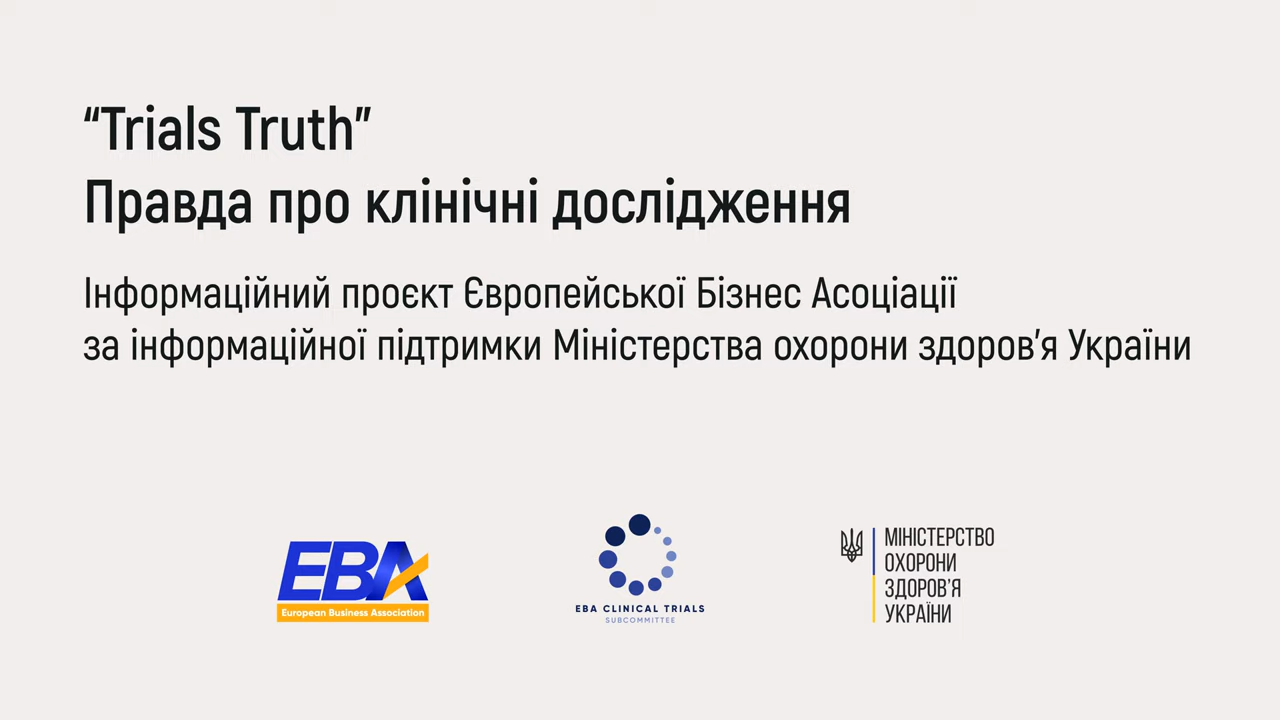 “Trials Truth”
Правда про клінічні дослідження
Інформаційний проєкт Європейської Бізнес Асоціації
за інформаційної підтримки Міністерства охорони здоров’я України
EBA
European Business Association
EBA CLINICAL TRIALS
SUBCOMMITTEE
МІНІСТЕРСТВО
ОХОРОНИ
ЗДОРОВ’Я
УКРАЇНИ